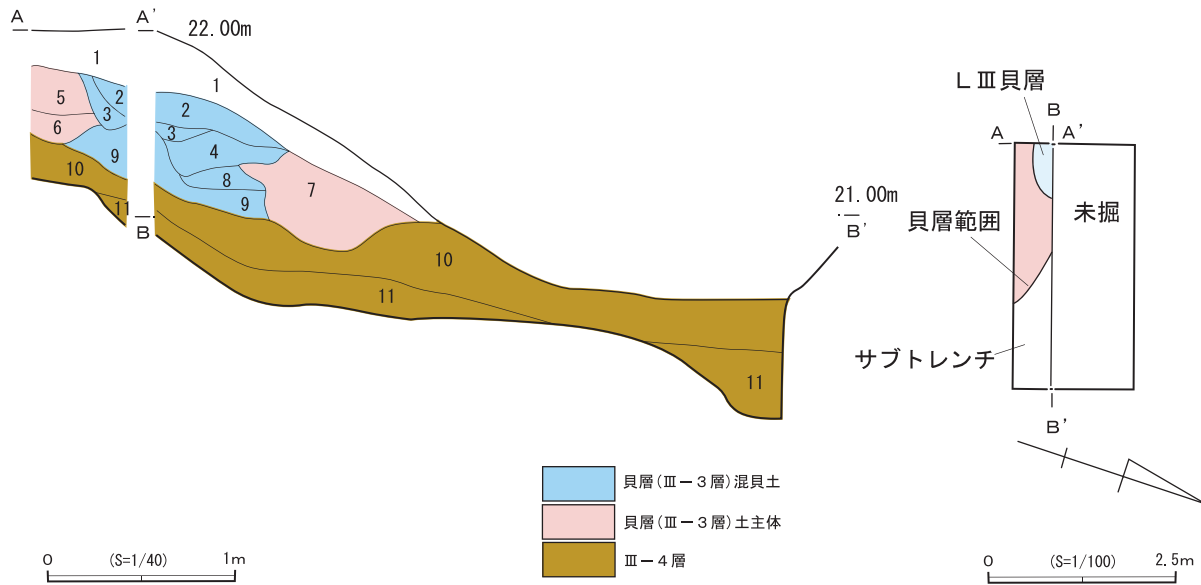 A
A'
22.00m
1
1
5
2
3
6
9
10
11
2
3
4
8
9
7
10
11
11
B
21.00m
B'
LⅢ貝層
B
A
A'
未掘
貝層範囲
サブトレンチ
B'
貝層(Ⅲ-3層)混貝土
貝層(Ⅲ-3層)土主体
Ⅲ-4層
0 (S=1/40) 1m
0 (S=1/100) 2.5m